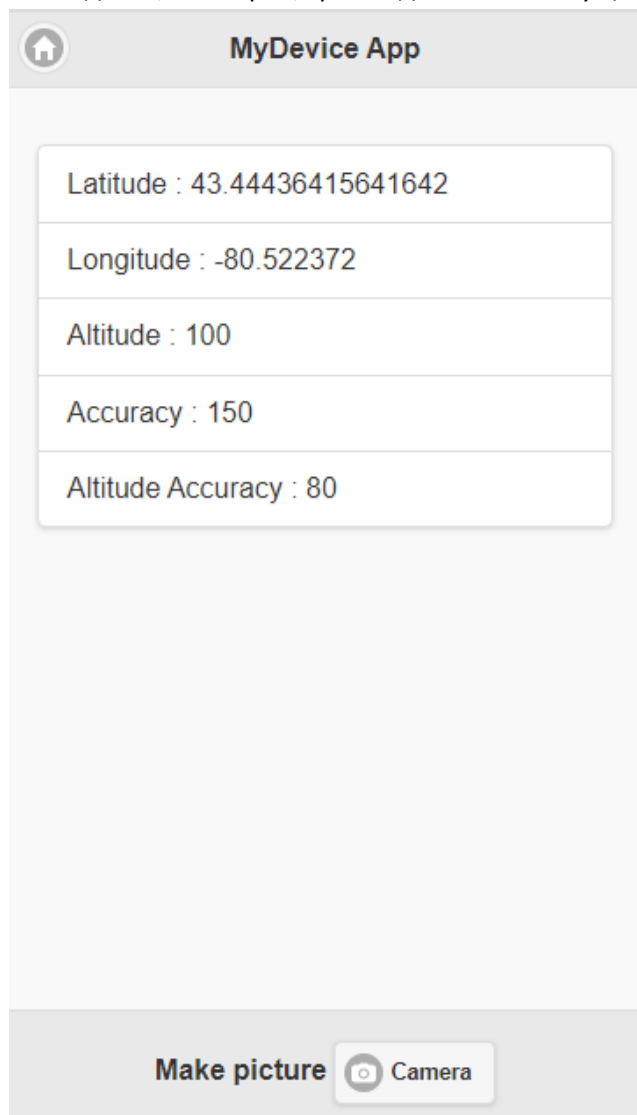 MyDevice App
Latitude : 43.44436415641642
Longitude : -80.522372
Altitude : 100
Accuracy : 150
Altitude Accuracy : 80
Make picture Camera